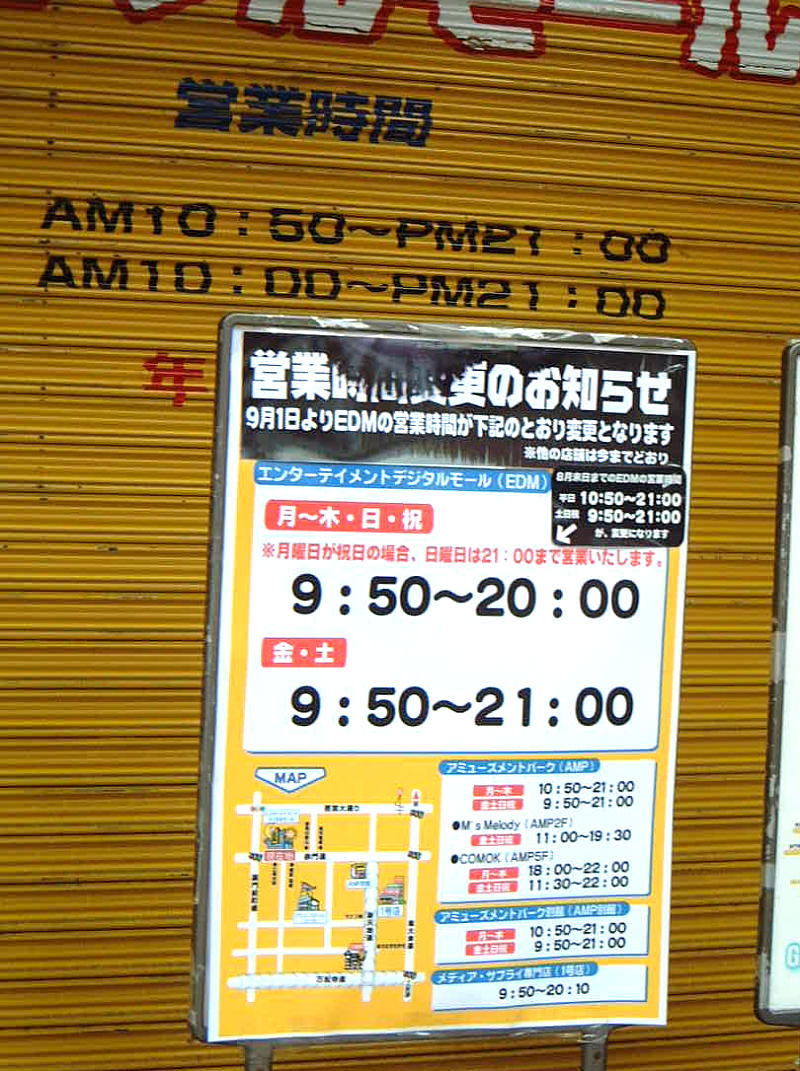 営業時間
AM10：50〜PM21：00
AM10：00〜PM21：00
年
営業時間変更のお知らせ
9月1日よりEDMの営業時間が下記のとおり変更となります
※他の店舗は今までどおり
エンターテイメントデジタルモール（EDM）
8月末日までのEDMの営業時間
平日 10:50〜21:00
土日祝 9:50〜21:00
が、変更になります
月〜木・日・祝
※月曜日が祝日の場合、日曜日は21：00まで営業いたします。
9：50〜20：00
金・土
9：50〜21：00
MAP
現在地
赤門通
万松寺通
1号店
アミューズメントパーク（AMP）
月〜木 10：50〜21：00
金土日祝 9：50〜21：00
●M's Melody（AMP2F）
金土日祝 11：00〜19：30
●COMOK（AMP5F）
月〜木 18：00〜22：00
金土日祝 11：30〜22：00
アミューズメントパーク別館（AMP別館）
月〜木 10：50〜21：00
金土日祝 9：50〜21：00
メディア・サプライ専門店（1号店）
9：50〜20：10